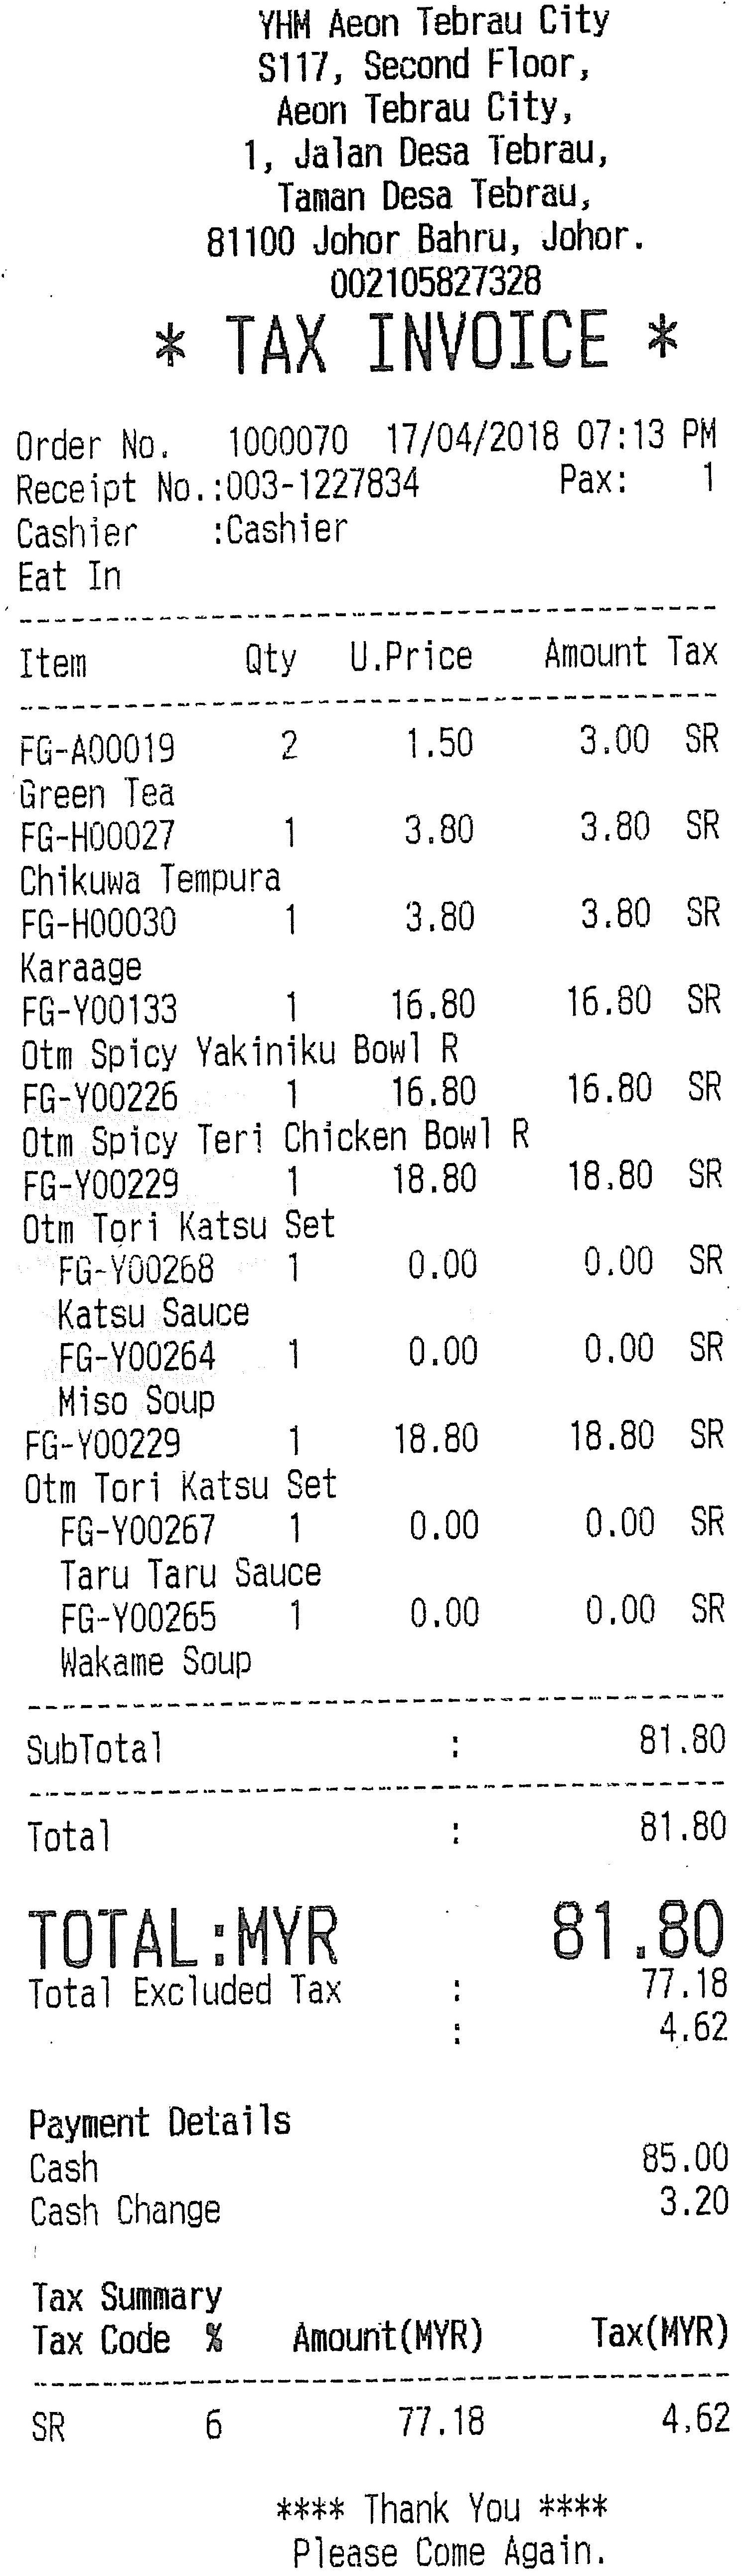 YHM Aeon Tebrau City
S117, Second Floor,
Aeon Tebrau City,
1, Jalan Desa Tebrau,
Taman Desa Tebrau,
81100 Johor Bahru, Johor.
002105827328
* TAX INVOICE *
Order No. 1000070 17/04/2018 07:13 PM
Receipt No.:003-1227834 Pax: 1
Cashier :Cashier
Eat In
Item Qty U.Price Amount Tax
FG-A00019 2 1.50 3.00 SR
Green Tea
FG-H00027 1 3.80 3.80 SR
Chikuwa Tempura
FG-H00030 1 3.80 3.80 SR
Karaage
FG-Y00133 1 16.80 16.80 SR
Otm Spicy Yakiniku Bowl R
FG-Y00226 1 16.80 16.80 SR
Otm Spicy Teri Chicken Bowl R
FG-Y00229 1 18.80 18.80 SR
Otm Tori Katsu Set
FG-Y00268 1 0.00 0.00 SR
Katsu Sauce
FG-Y00264 1 0.00 0.00 SR
Miso Soup
FG-Y00229 1 18.80 18.80 SR
Otm Tori Katsu Set
FG-Y00267 1 0.00 0.00 SR
Taru Taru Sauce
FG-Y00265 1 0.00 0.00 SR
Wakame Soup
SubTotal : 81.80
Total : 81.80
TOTAL:MYR 81.80
Total Excluded Tax : 77.18
: 4.62
Payment Details
Cash 85.00
Cash Change 3.20
Tax Summary
Tax Code % Amount(MYR) Tax(MYR)
SR 6 77.18 4.62
**** Thank You ****
Please Come Again.